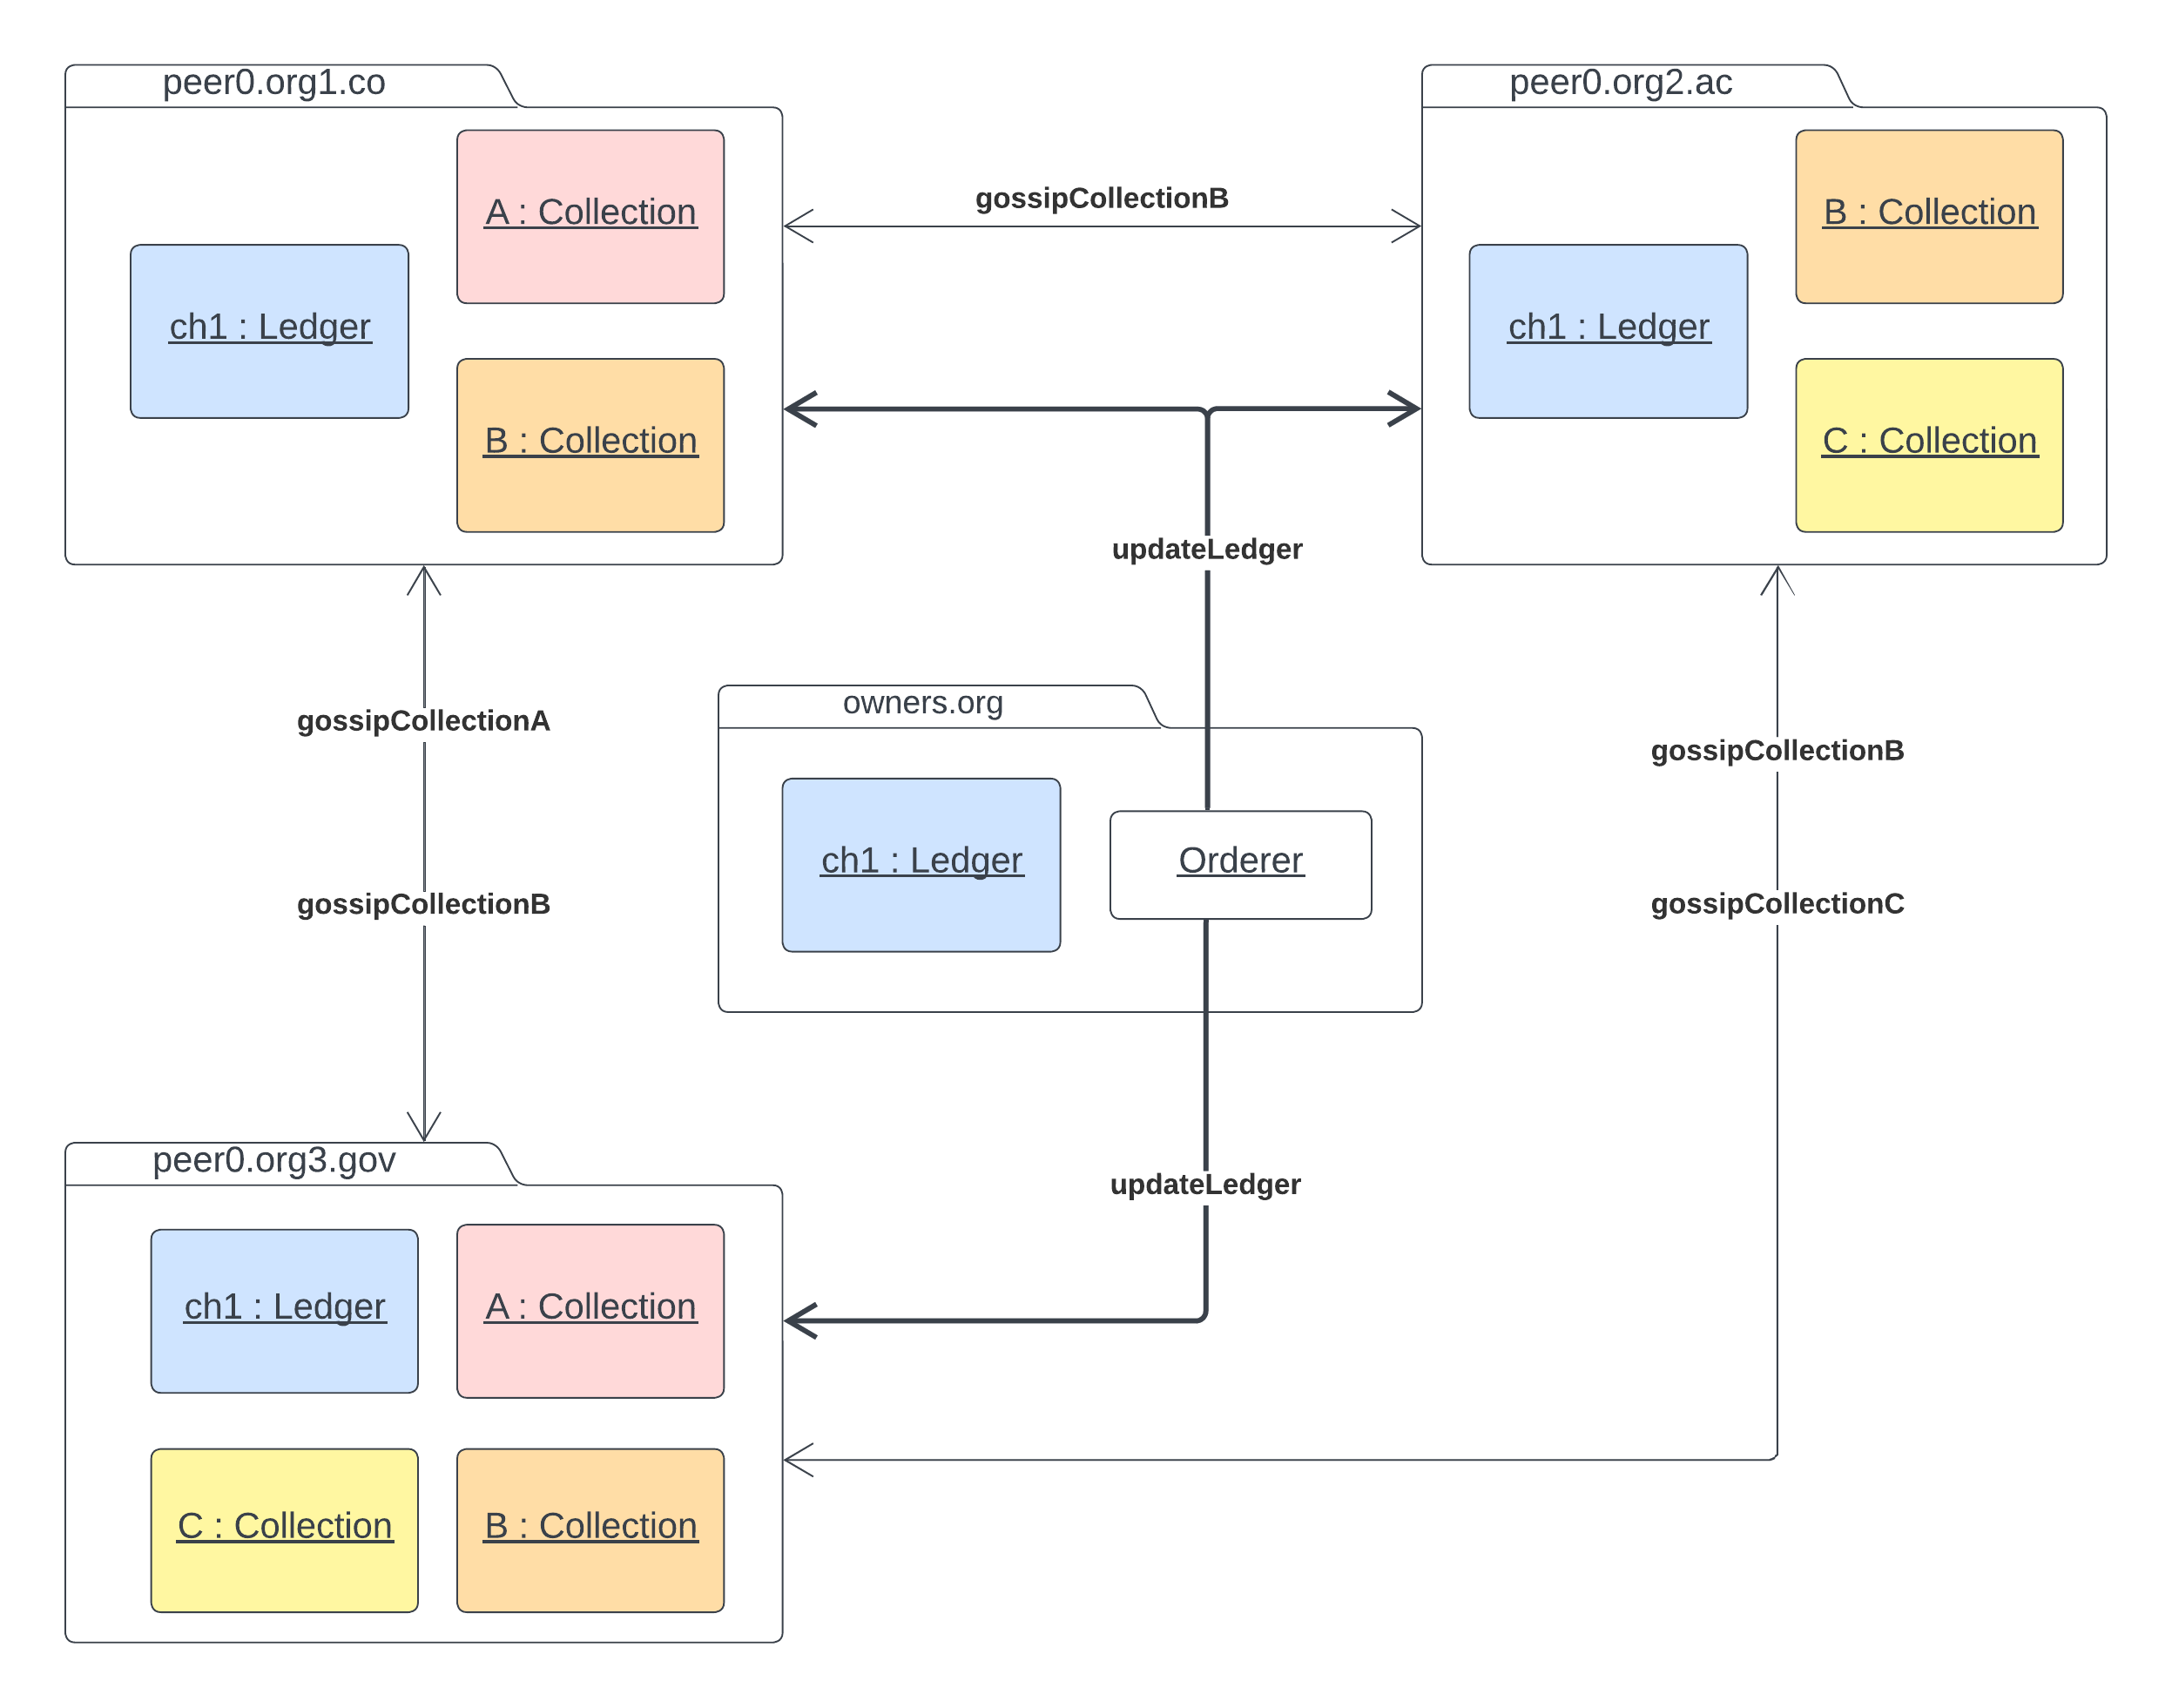 peer0.org1.co
A : Collection
ch1 : Ledger
B : Collection
gossipCollectionB
peer0.org2.ac
B : Collection
ch1 : Ledger
C : Collection
updateLedger
gossipCollectionA
gossipCollectionB
owners.org
ch1 : Ledger
Orderer
gossipCollectionB
gossipCollectionC
updateLedger
peer0.org3.gov
ch1 : Ledger
A : Collection
C : Collection
B : Collection